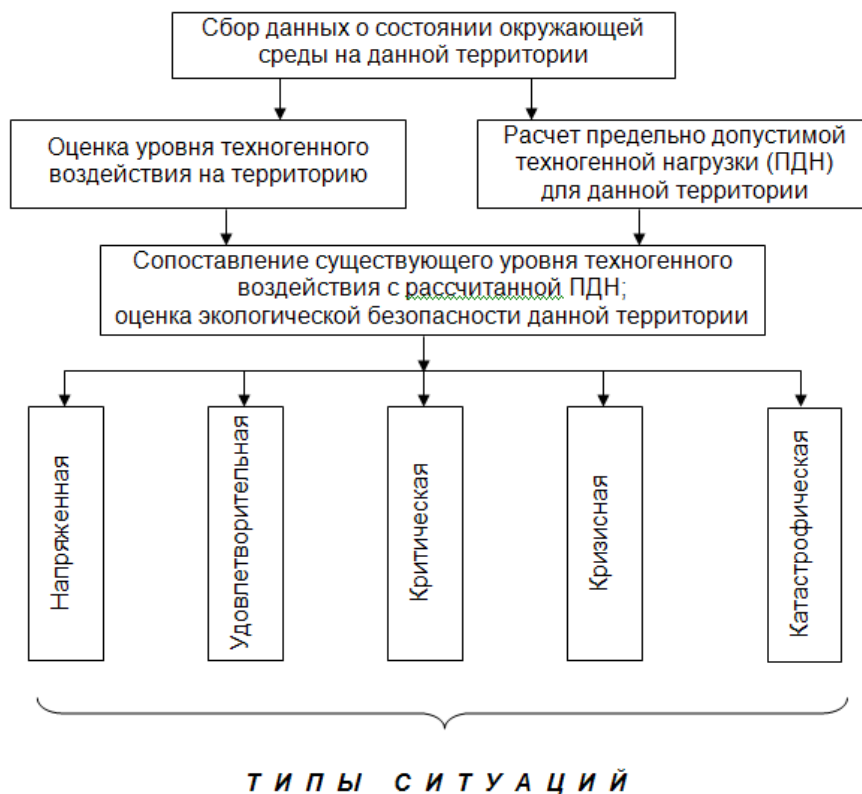 Сбор данных о состоянии окружающей
среды на данной территории
Оценка уровня техногенного
воздействия на территорию
Расчет предельно допустимой
техногенной нагрузки (ПДН)
для данной территории
Сопоставление существующего уровня техногенного
воздействия с рассчитанной ПДН;
оценка экологической безопасности данной территории
Напряженная
Удовлетворительная
Критическая
Кризисная
Катастрофическая
Т И П Ы С И Т У А Ц И Й